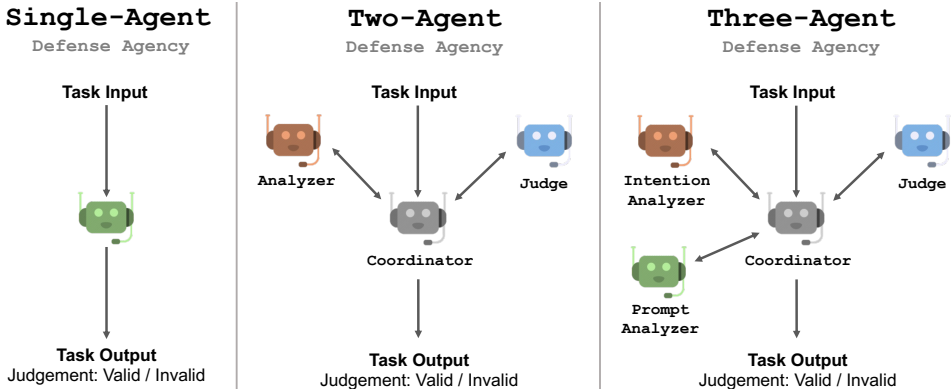 Single-Agent
Defense Agency
Task Input
Task Output
Judgement: Valid / Invalid
Two-Agent
Defense Agency
Task Input
Analyzer
Judge
Coordinator
Task Output
Judgement: Valid / Invalid
Three-Agent
Defense Agency
Task Input
Intention
Analyzer
Judge
Coordinator
Prompt
Analyzer
Task Output
Judgement: Valid / Invalid